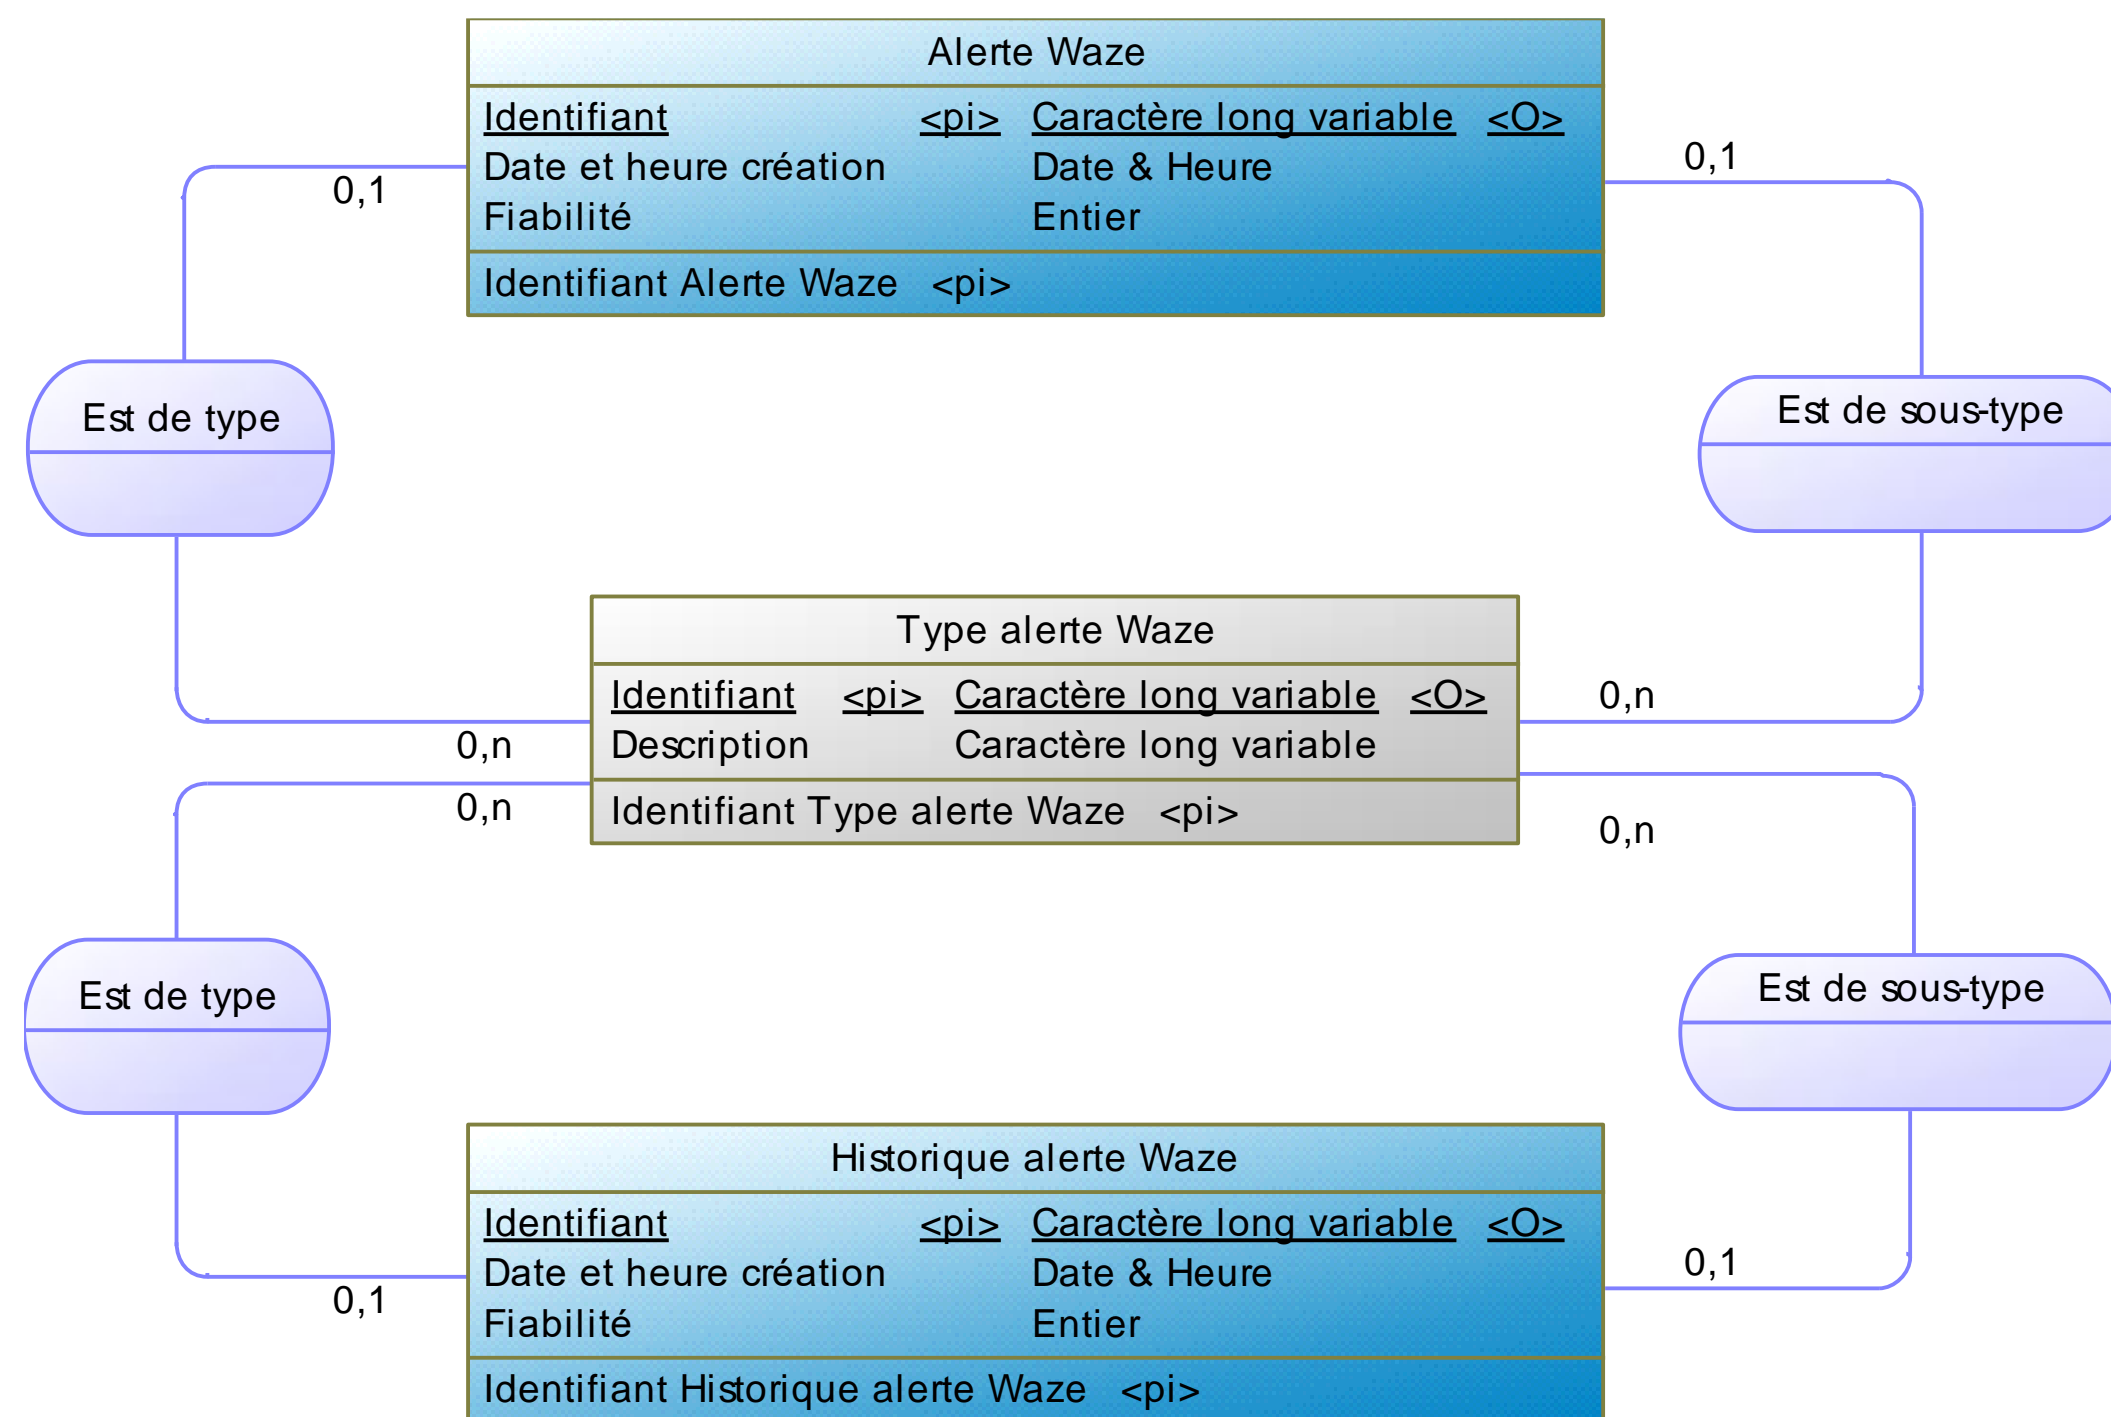 Alerte Waze
Identifiant <pi> Caractère long variable <O>
Date et heure création Date & Heure
Fiabilité Entier
Identifiant Alerte Waze <pi>
0,1
0,1
Est de type
Est de sous-type
Type alerte Waze
Identifiant <pi> Caractère long variable <O>
Description Caractère long variable
Identifiant Type alerte Waze <pi>
0,n
0,n
0,n
0,n
Est de type
Est de sous-type
Historique alerte Waze
Identifiant <pi> Caractère long variable <O>
Date et heure création Date & Heure
Fiabilité Entier
Identifiant Historique alerte Waze <pi>
0,1
0,1